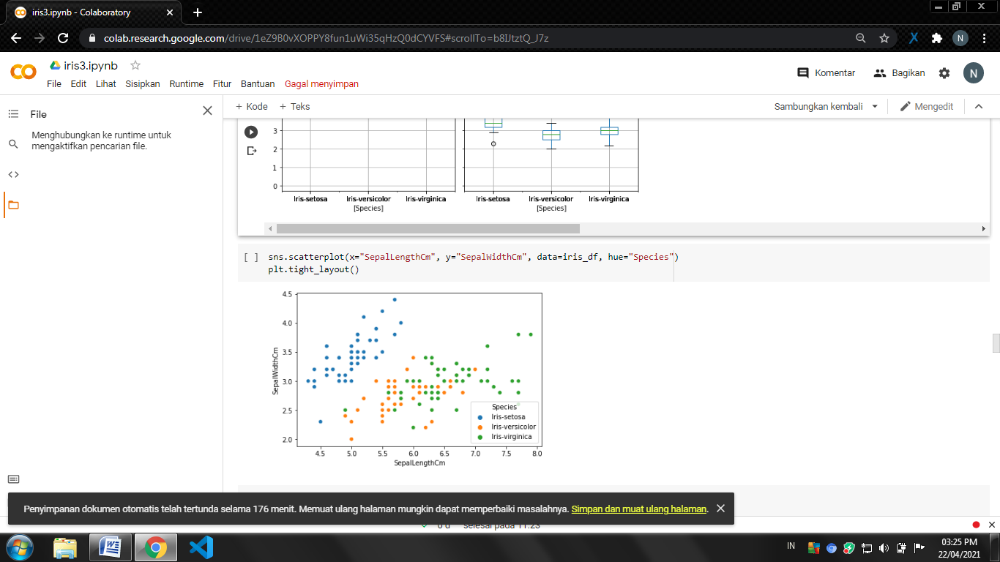 iris3.ipynb - Colaboratory
colab.research.google.com/drive/1eZ9B0vXOPPY8fun1uWi35qHzQ0dCYVFS#scrollTo=b8IJtztQ_J7z
N
iris3.ipynb
File Edit Lihat Sisipkan Runtime Fitur Bantuan Gagal menyimpan
Komentar Bagikan N
File
Menghubungkan ke runtime untuk
mengaktifkan pencarian file.
+ Kode + Teks
Sambungkan kembali Mengedit
3
2
1
0
Iris-setosa Iris-versicolor Iris-virginica
[Species]
Iris-setosa Iris-versicolor Iris-virginica
[Species]
[ ] sns.scatterplot(x="SepalLengthCm", y="SepalWidthCm", data=iris_df, hue="Species")
plt.tight_layout()
4.5
4.0
3.5
3.0
2.5
2.0
SepalWidthCm
Species
Iris-setosa
Iris-versicolor
Iris-virginica
4.5 5.0 5.5 6.0 6.5 7.0 7.5 8.0
SepalLengthCm
Penyimpanan dokumen otomatis telah tertunda selama 176 menit. Memuat ulang halaman mungkin dapat memperbaiki masalahnya. Simpan dan muat ulang halaman.
0 d selesai pada 11.23
IN
03:25 PM
22/04/2021